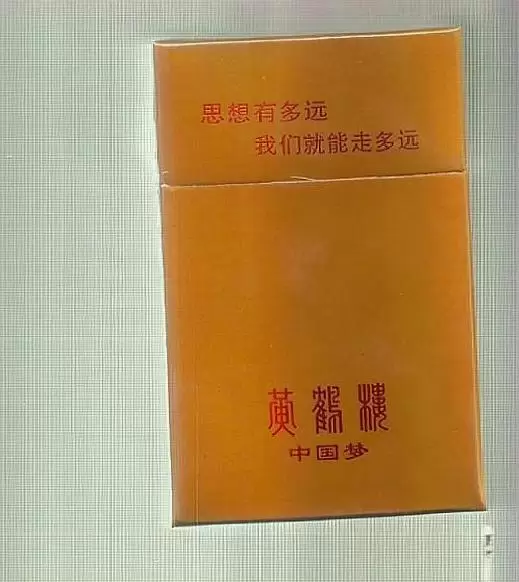 思想有多远
我们就能走多远
黄鹤楼
中国梦